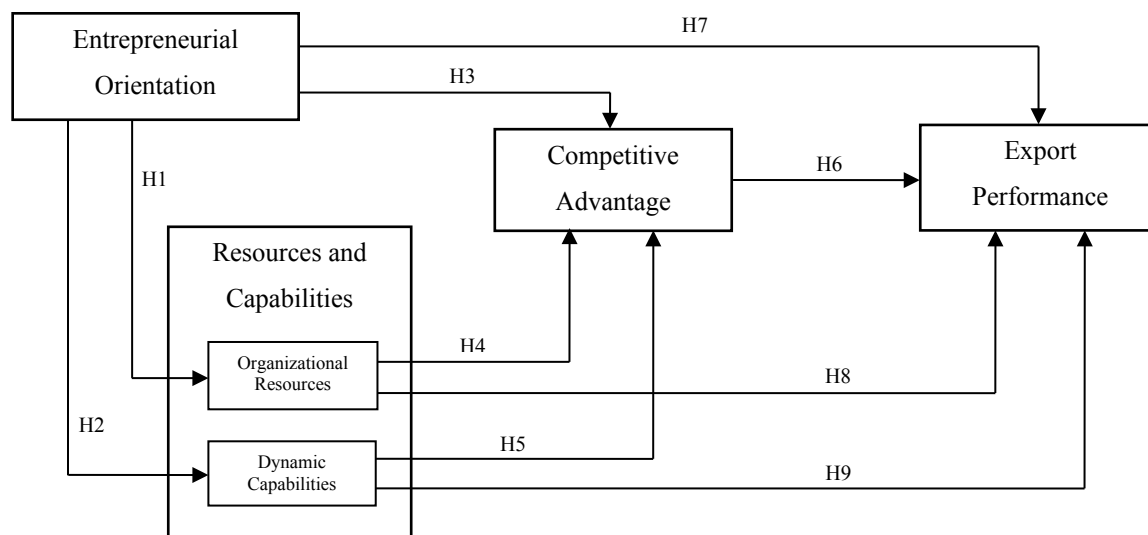 Entrepreneurial
Orientation
H7
H3
Competitive
Advantage
Export
Performance
H6
H1
Resources and
Capabilities
Organizational
Resources
H4
H8
H2
Dynamic
Capabilities
H5
H9